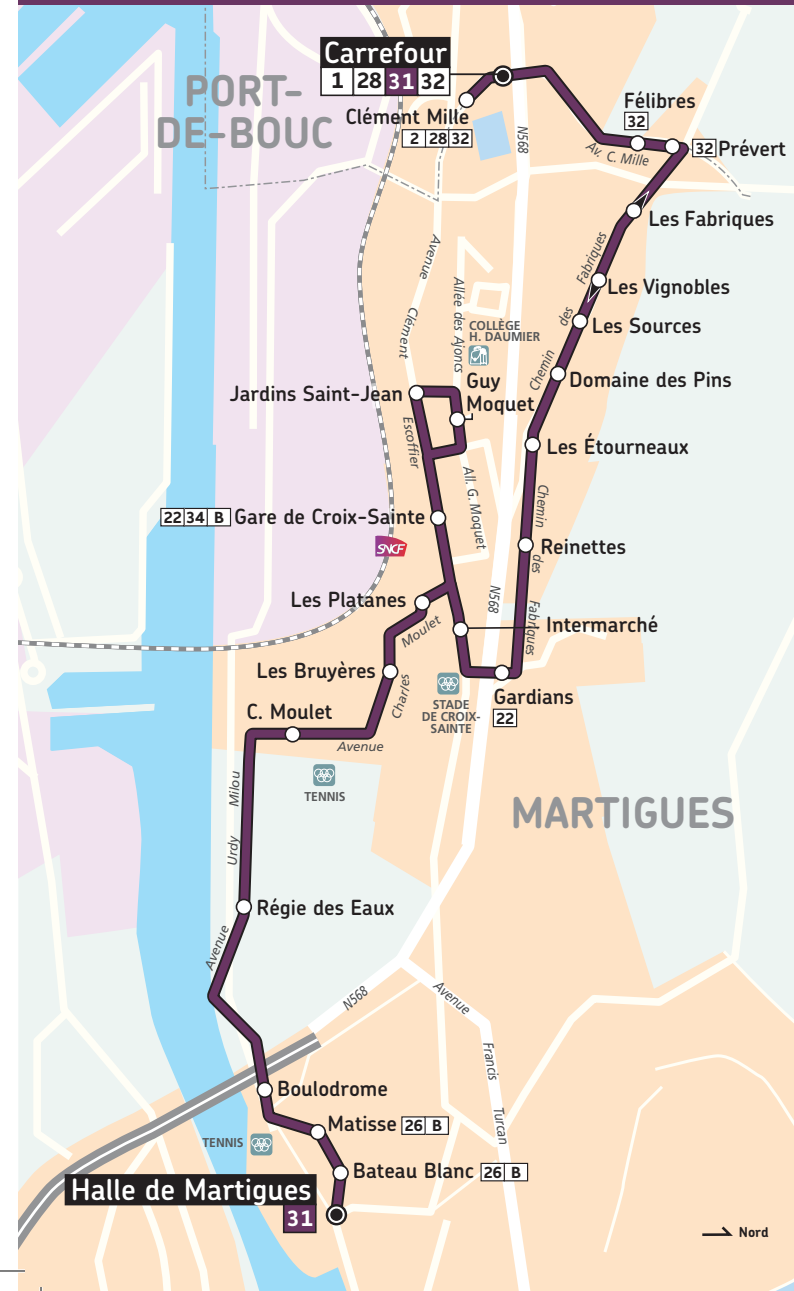 Carrefour
1 28 31 32
PORT-
DE-BOUC
Clément Mille
2 28 32
N568
Félibres
32
Av. C. Mille
32 Prévert
Les Fabriques
Avenue
Clément
Escoffier
Allée des Ajoncs
Chemin
des
Fabriques
Les Vignobles
Les Sources
COLLÈGE
H. DAUMIER
Domaine des Pins
Jardins Saint-Jean
Guy
Moquet
Les Étourneaux
All. G. Moquet
Chemin
des
Fabriques
22 34 B Gare de Croix-Sainte
SNCF
Reinettes
N568
Les Platanes
Intermarché
Moulet
Charles
Avenue
Les Bruyères
Gardians
22
STADE
DE CROIX-
SAINTE
C. Moulet
TENNIS
MARTIGUES
Avenue
Urdy
Milou
Régie des Eaux
N568
Avenue
Francis
Turcan
Boulodrome
Matisse 26 B
TENNIS
Bateau Blanc 26 B
Halle de Martigues
31
Nord